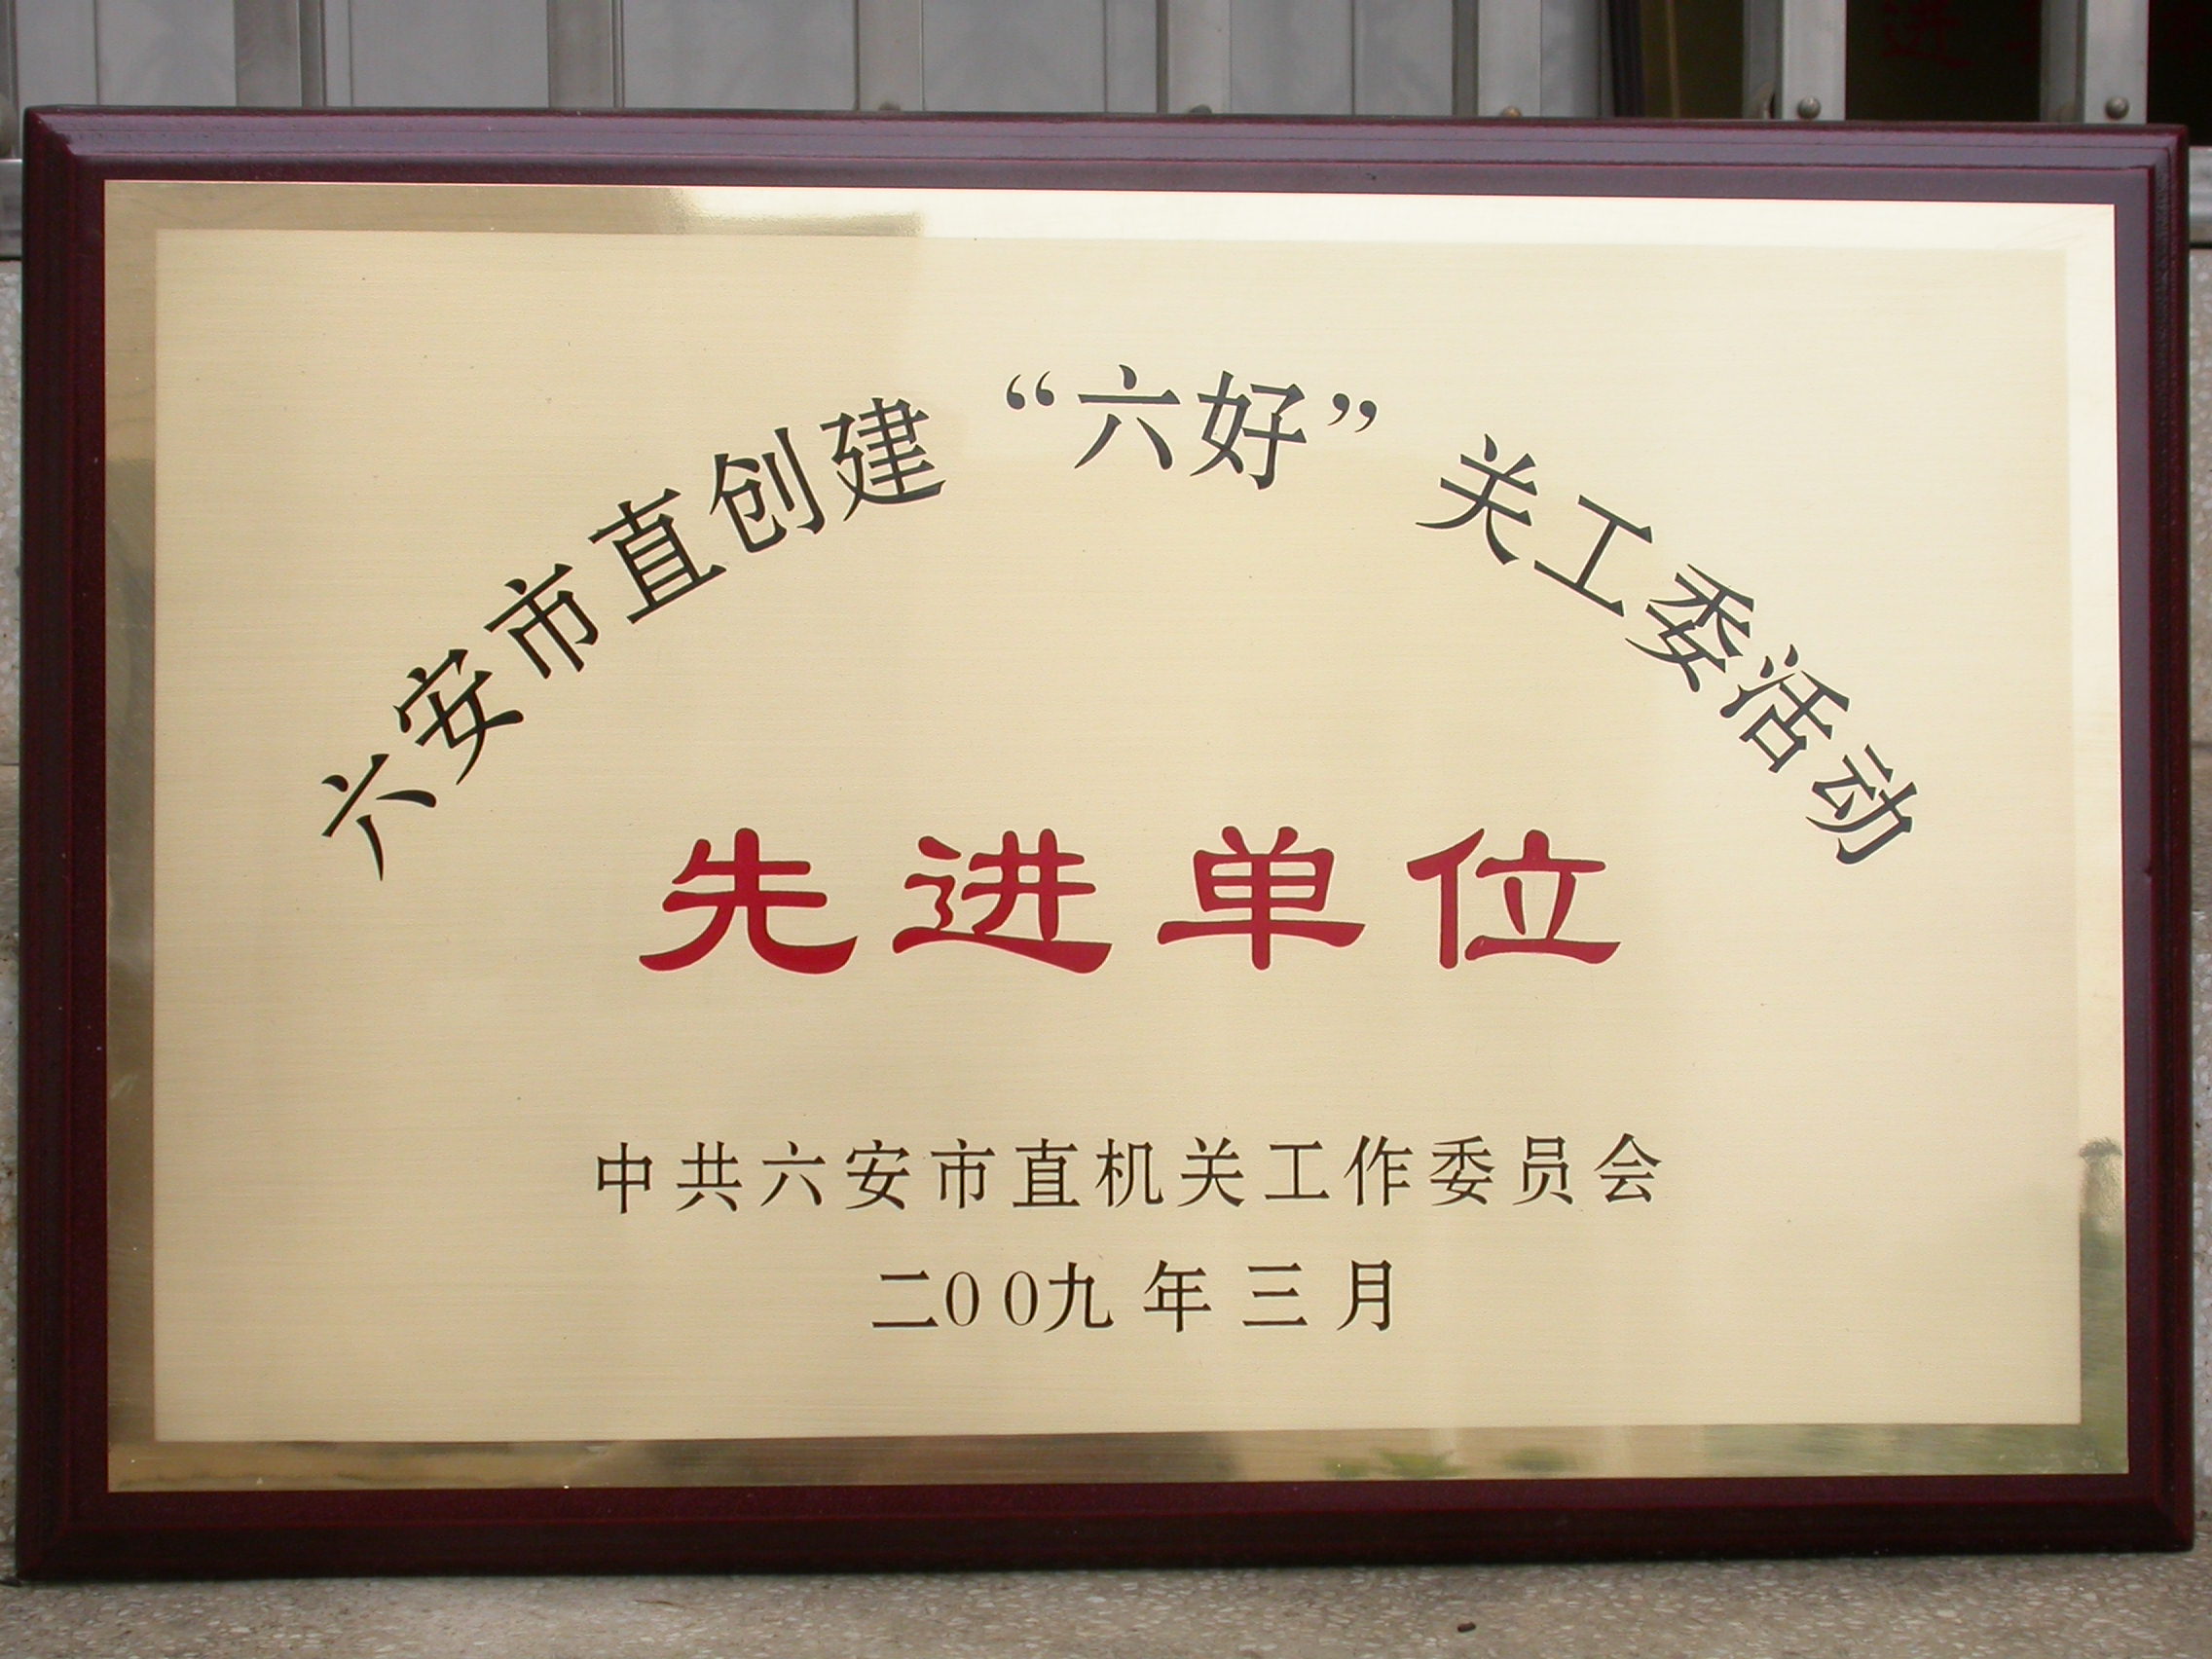 六安市直创建“六好”关工委活动
先进单位
中共六安市直机关工作委员会
二00九年三月